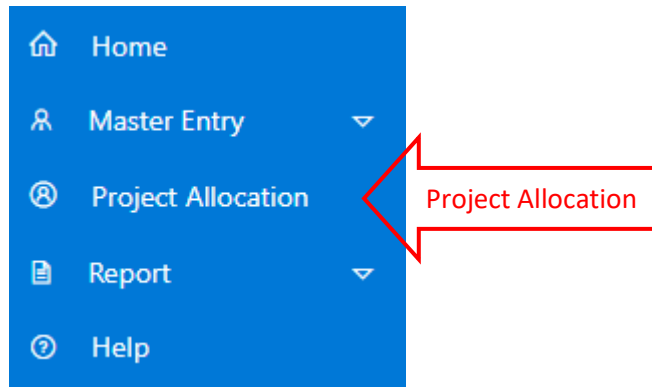 Home
Master Entry
Project Allocation
Project Allocation
Report
Help